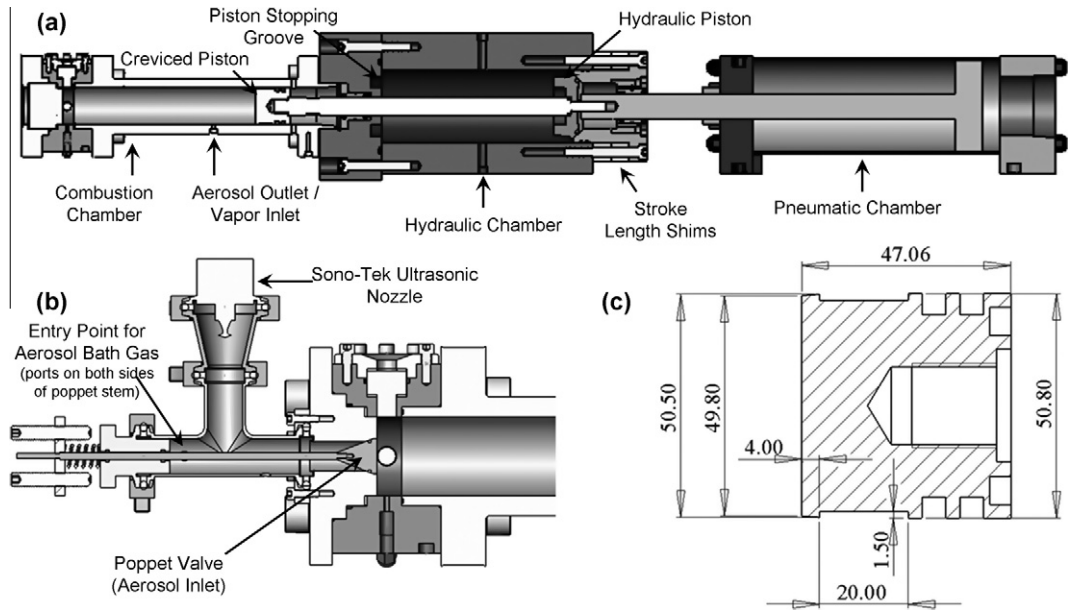 (a)
Piston Stopping
Groove
Hydraulic Piston
Creviced Piston
Combustion
Chamber
Aerosol Outlet /
Vapor Inlet
Hydraulic Chamber
Stroke
Length Shims
Pneumatic Chamber
(b)
Sono-Tek Ultrasonic
Nozzle
Entry Point for
Aerosol Bath Gas
(ports on both sides
of poppet stem)
Poppet Valve
(Aerosol Inlet)
(c)
47.06
50.50
49.80
4.00
50.80
1.50
20.00